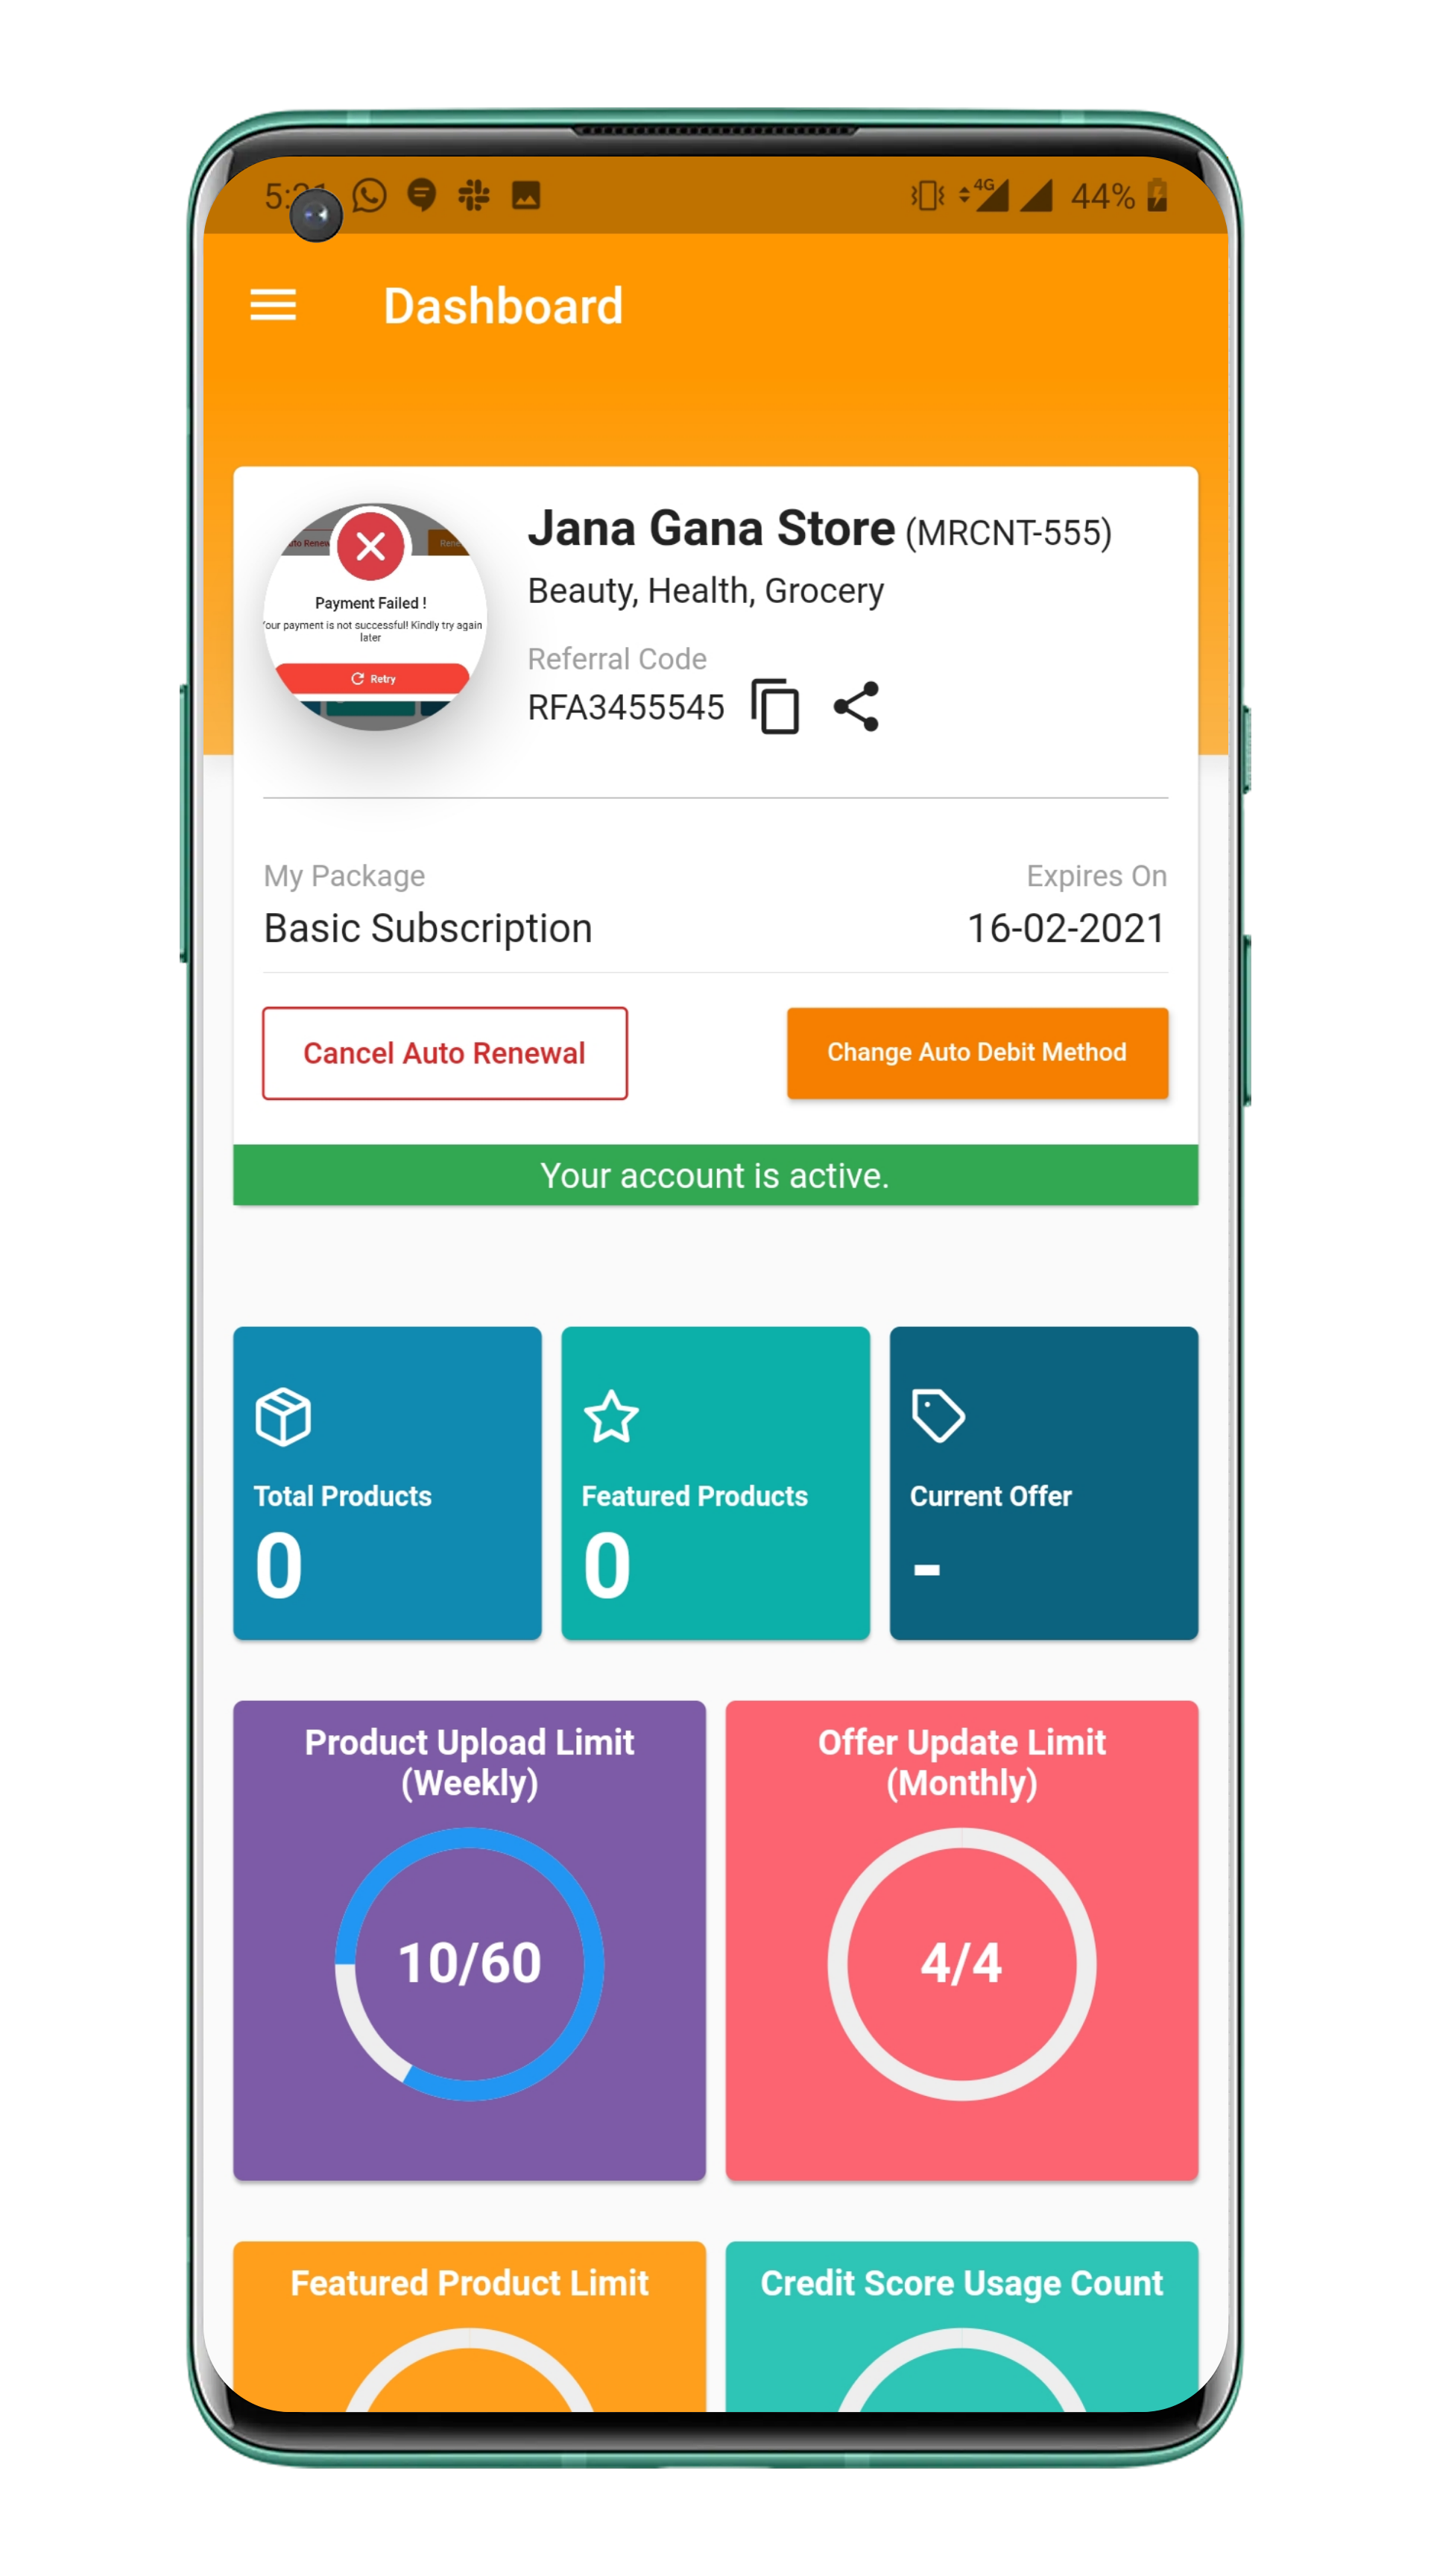 4G 44%
Dashboard
Jana Gana Store (MRCNT-555)
Beauty, Health, Grocery
Referral Code
RFA3455545
Payment Failed !
our payment is not successful! Kindly try again
later
Retry
My Package
Expires On
Basic Subscription
16-02-2021
Cancel Auto Renewal
Change Auto Debit Method
Your account is active.
Total Products
0
Featured Products
0
Current Offer
-
Product Upload Limit
(Weekly)
10/60
Offer Update Limit
(Monthly)
4/4
Featured Product Limit
Credit Score Usage Count